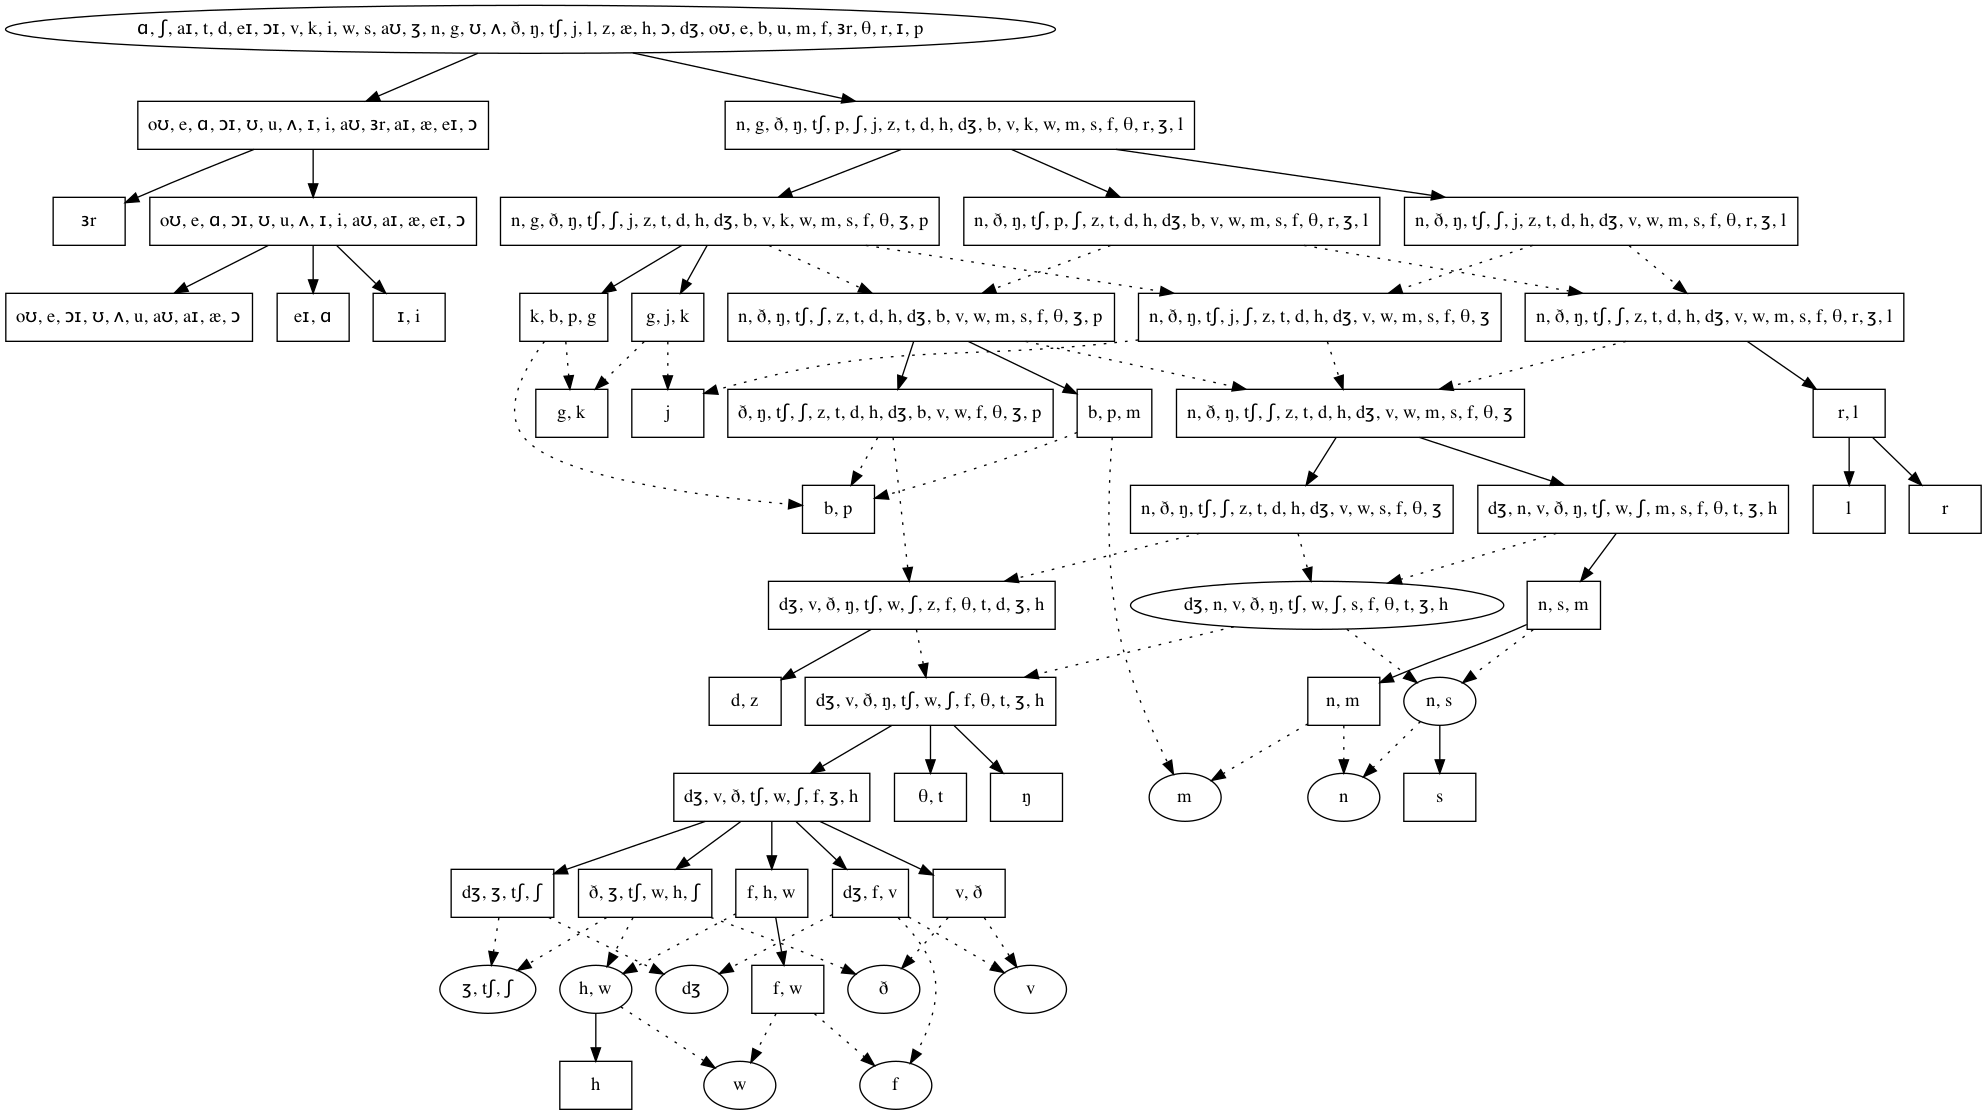 ɑ, ʃ, aɪ, t, d, eɪ, ɔɪ, v, k, i, w, s, aʊ, ʒ, n, g, ʊ, ʌ, ð, ŋ, tʃ, j, l, z, æ, h, ɔ, dʒ, oʊ, e, b, u, m, f, ɜr, θ, r, ɪ, p
oʊ, e, ɑ, ɔɪ, ʊ, u, ʌ, ɪ, i, aʊ, ɜr, aɪ, æ, eɪ, ɔ
n, g, ð, ŋ, tʃ, p, ʃ, j, z, t, d, h, dʒ, b, v, k, w, m, s, f, θ, r, ʒ, l
ɜr
oʊ, e, ɑ, ɔɪ, ʊ, u, ʌ, ɪ, i, aʊ, aɪ, æ, eɪ, ɔ
n, g, ð, ŋ, tʃ, ʃ, j, z, t, d, h, dʒ, b, v, k, w, m, s, f, θ, ʒ, p
n, ð, ŋ, tʃ, p, ʃ, z, t, d, h, dʒ, b, v, w, m, s, f, θ, r, ʒ, l
n, ð, ŋ, tʃ, ʃ, j, z, t, d, h, dʒ, v, w, m, s, f, θ, r, ʒ, l
oʊ, e, ɔɪ, ʊ, ʌ, u, aʊ, aɪ, æ, ɔ
eɪ, ɑ
ɪ, i
k, b, p, g
g, j, k
n, ð, ŋ, tʃ, ʃ, z, t, d, h, dʒ, b, v, w, m, s, f, θ, ʒ, p
n, ð, ŋ, tʃ, j, ʃ, z, t, d, h, dʒ, v, w, m, s, f, θ, ʒ
n, ð, ŋ, tʃ, ʃ, z, t, d, h, dʒ, v, w, m, s, f, θ, r, ʒ, l
g, k
j
ð, ŋ, tʃ, ʃ, z, t, d, h, dʒ, b, v, w, f, θ, ʒ, p
b, p, m
n, ð, ŋ, tʃ, ʃ, z, t, d, h, dʒ, v, w, m, s, f, θ, ʒ
r, l
b, p
n, ð, ŋ, tʃ, ʃ, z, t, d, h, dʒ, v, w, s, f, θ, ʒ
dʒ, n, v, ð, ŋ, tʃ, w, ʃ, m, s, f, θ, t, ʒ, h
l
r
dʒ, v, ð, ŋ, tʃ, w, ʃ, z, f, θ, t, d, ʒ, h
dʒ, n, v, ð, ŋ, tʃ, w, ʃ, s, f, θ, t, ʒ, h
n, s, m
d, z
dʒ, v, ð, ŋ, tʃ, w, ʃ, f, θ, t, ʒ, h
n, m
n, s
dʒ, v, ð, tʃ, w, ʃ, f, ʒ, h
θ, t
ŋ
m
n
s
dʒ, ʒ, tʃ, ʃ
ð, ʒ, tʃ, w, h, ʃ
f, h, w
dʒ, f, v
v, ð
ʒ, tʃ, ʃ
h, w
dʒ
f, w
ð
v
h
w
f